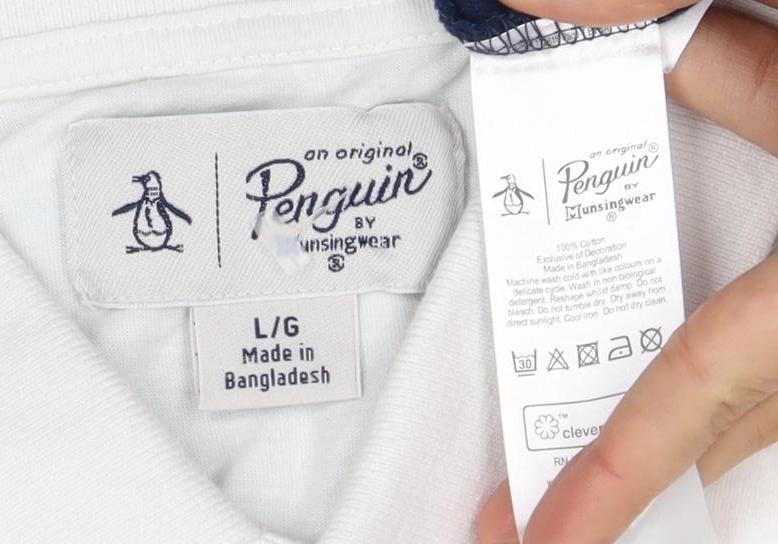 an original®
Penguin
BY
unsingwear
®
L/G
Made in
Bangladesh
an original®
Penguin
BY
Munsingwear
®
100% Cotton
Exclusive of Decoration
Made in Bangladesh
Machine wash cold with like colours on a
delicate cycle. Wash in non biological
detergent. Reshape whilst damp. Do not
bleach. Do not tumble dry. Dry away from
direct sunlight. Cool iron. Do not dry clean.
30
™
clever
RN